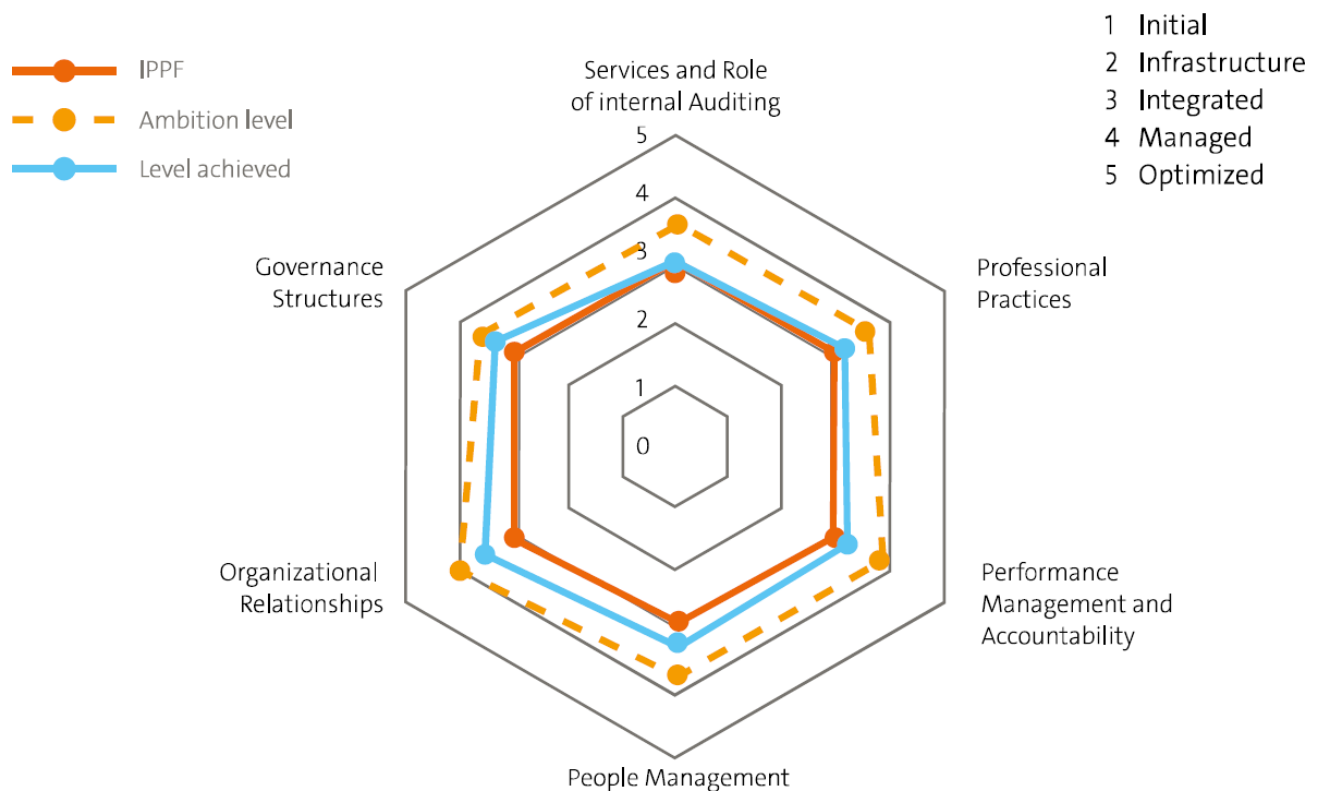 IPPF
Ambition level
Level achieved
1 Initial
2 Infrastructure
3 Integrated
4 Managed
5 Optimized
Services and Role
of internal Auditing
5
4
3
2
1
0
Governance
Structures
Professional
Practices
Organizational
Relationships
Performance
Management and
Accountability
People Management